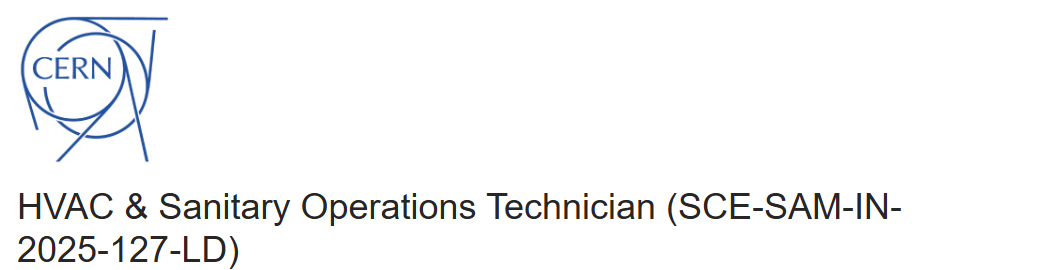 CERN
HVAC & Sanitary Operations Technician (SCE-SAM-IN-
2025-127-LD)